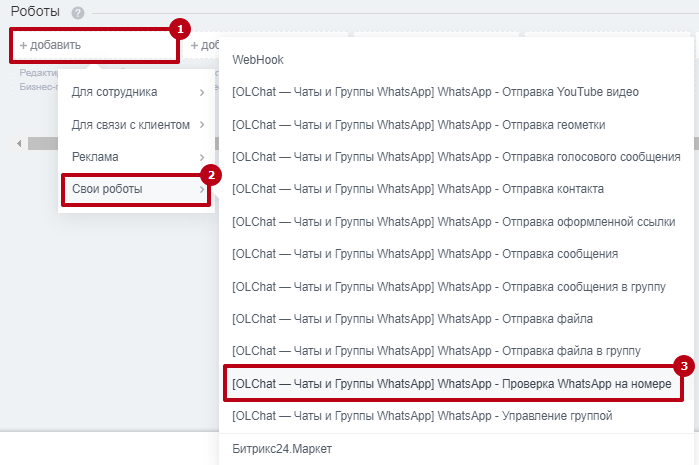 Роботы ?
1
+ добавить
+ доб
Редакти
Бизнес-п
Для сотрудника
Для связи с клиентом
Реклама
2
Свои роботы
WebHook
[OLChat — Чаты и Группы WhatsApp] WhatsApp - Отправка YouTube видео
[OLChat — Чаты и Группы WhatsApp] WhatsApp - Отправка геометки
[OLChat — Чаты и Группы WhatsApp] WhatsApp - Отправка голосового сообщения
[OLChat — Чаты и Группы WhatsApp] WhatsApp - Отправка контакта
[OLChat — Чаты и Группы WhatsApp] WhatsApp - Отправка оформленной ссылки
[OLChat — Чаты и Группы WhatsApp] WhatsApp - Отправка сообщения
[OLChat — Чаты и Группы WhatsApp] WhatsApp - Отправка сообщения в группу
[OLChat — Чаты и Группы WhatsApp] WhatsApp - Отправка файла
[OLChat — Чаты и Группы WhatsApp] WhatsApp - Отправка файла в группу
3
[OLChat — Чаты и Группы WhatsApp] WhatsApp - Проверка WhatsApp на номере
[OLChat — Чаты и Группы WhatsApp] WhatsApp - Управление группой
Битрикс24.Маркет